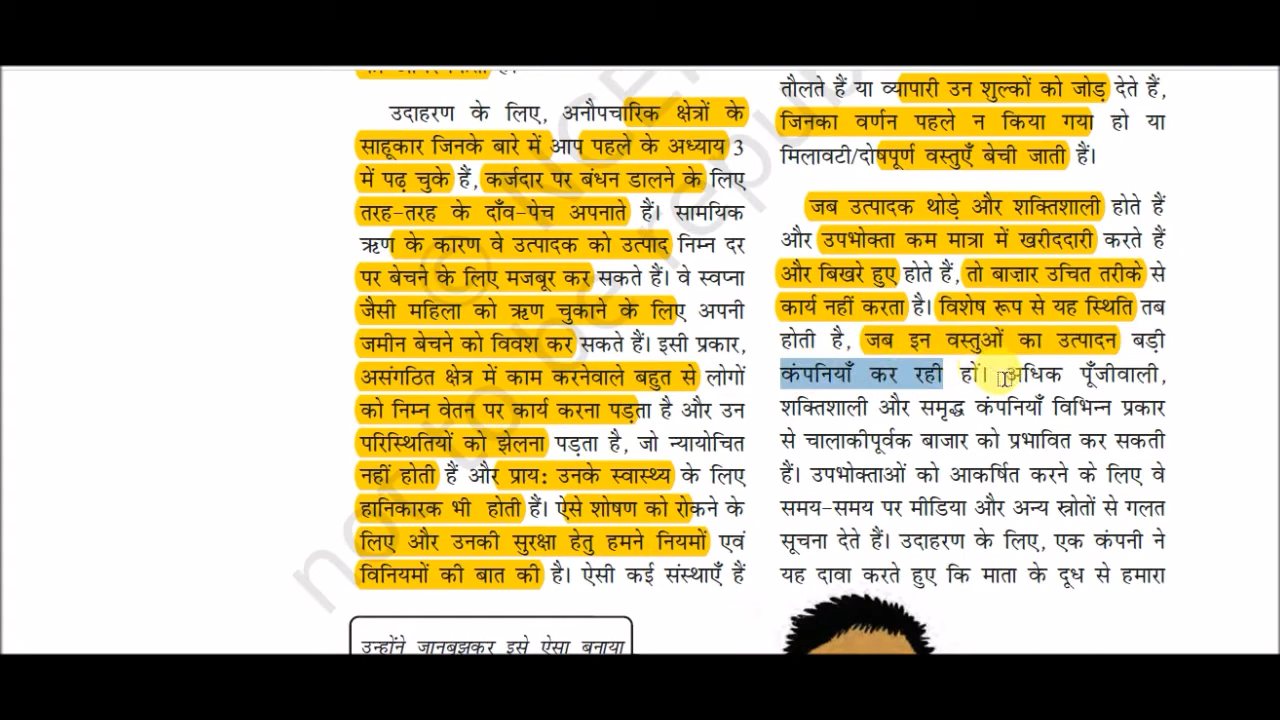 उदाहरण के लिए, अनौपचारिक क्षेत्रों के
साहूकार जिनके बारे में आप पहले के अध्याय 3
में पढ़ चुके हैं, कर्जदार पर बंधन डालने के लिए
तरह-तरह के दाँव-पेच अपनाते हैं। सामयिक
ऋण के कारण वे उत्पादक को उत्पाद निम्न दर
पर बेचने के लिए मजबूर कर सकते हैं। वे स्वप्ना
जैसी महिला को ऋण चुकाने के लिए अपनी
जमीन बेचने को विवश कर सकते हैं। इसी प्रकार,
असंगठित क्षेत्र में काम करनेवाले बहुत से लोगों
को निम्न वेतन पर कार्य करना पड़ता है और उन
परिस्थितियों को झेलना पड़ता है, जो न्यायोचित
नहीं होती हैं और प्राय: उनके स्वास्थ्य के लिए
हानिकारक भी होती हैं। ऐसे शोषण को रोकने के
लिए और उनकी सुरक्षा हेतु हमने नियमों एवं
विनियमों की बात की है। ऐसी कई संस्थाएँ हैं
उन्होंने जानबूझकर इसे ऐसा बनाया
तौलते हैं या व्यापारी उन शुल्कों को जोड़ देते हैं,
जिनका वर्णन पहले न किया गया हो या
मिलावटी/दोषपूर्ण वस्तुएँ बेची जाती हैं।
जब उत्पादक थोड़े और शक्तिशाली होते हैं
और उपभोक्ता कम मात्रा में खरीददारी करते हैं
और बिखरे हुए होते हैं, तो बाज़ार उचित तरीके से
कार्य नहीं करता है। विशेष रूप से यह स्थिति तब
होती है, जब इन वस्तुओं का उत्पादन बड़ी
कंपनियाँ कर रही हों। अधिक पूँजीवाली,
शक्तिशाली और समृद्ध कंपनियाँ विभिन्न प्रकार
से चालाकीपूर्वक बाजार को प्रभावित कर सकती
हैं। उपभोक्ताओं को आकर्षित करने के लिए वे
समय-समय पर मीडिया और अन्य स्रोतों से गलत
सूचना देते हैं। उदाहरण के लिए, एक कंपनी ने
यह दावा करते हुए कि माता के दूध से हमारा